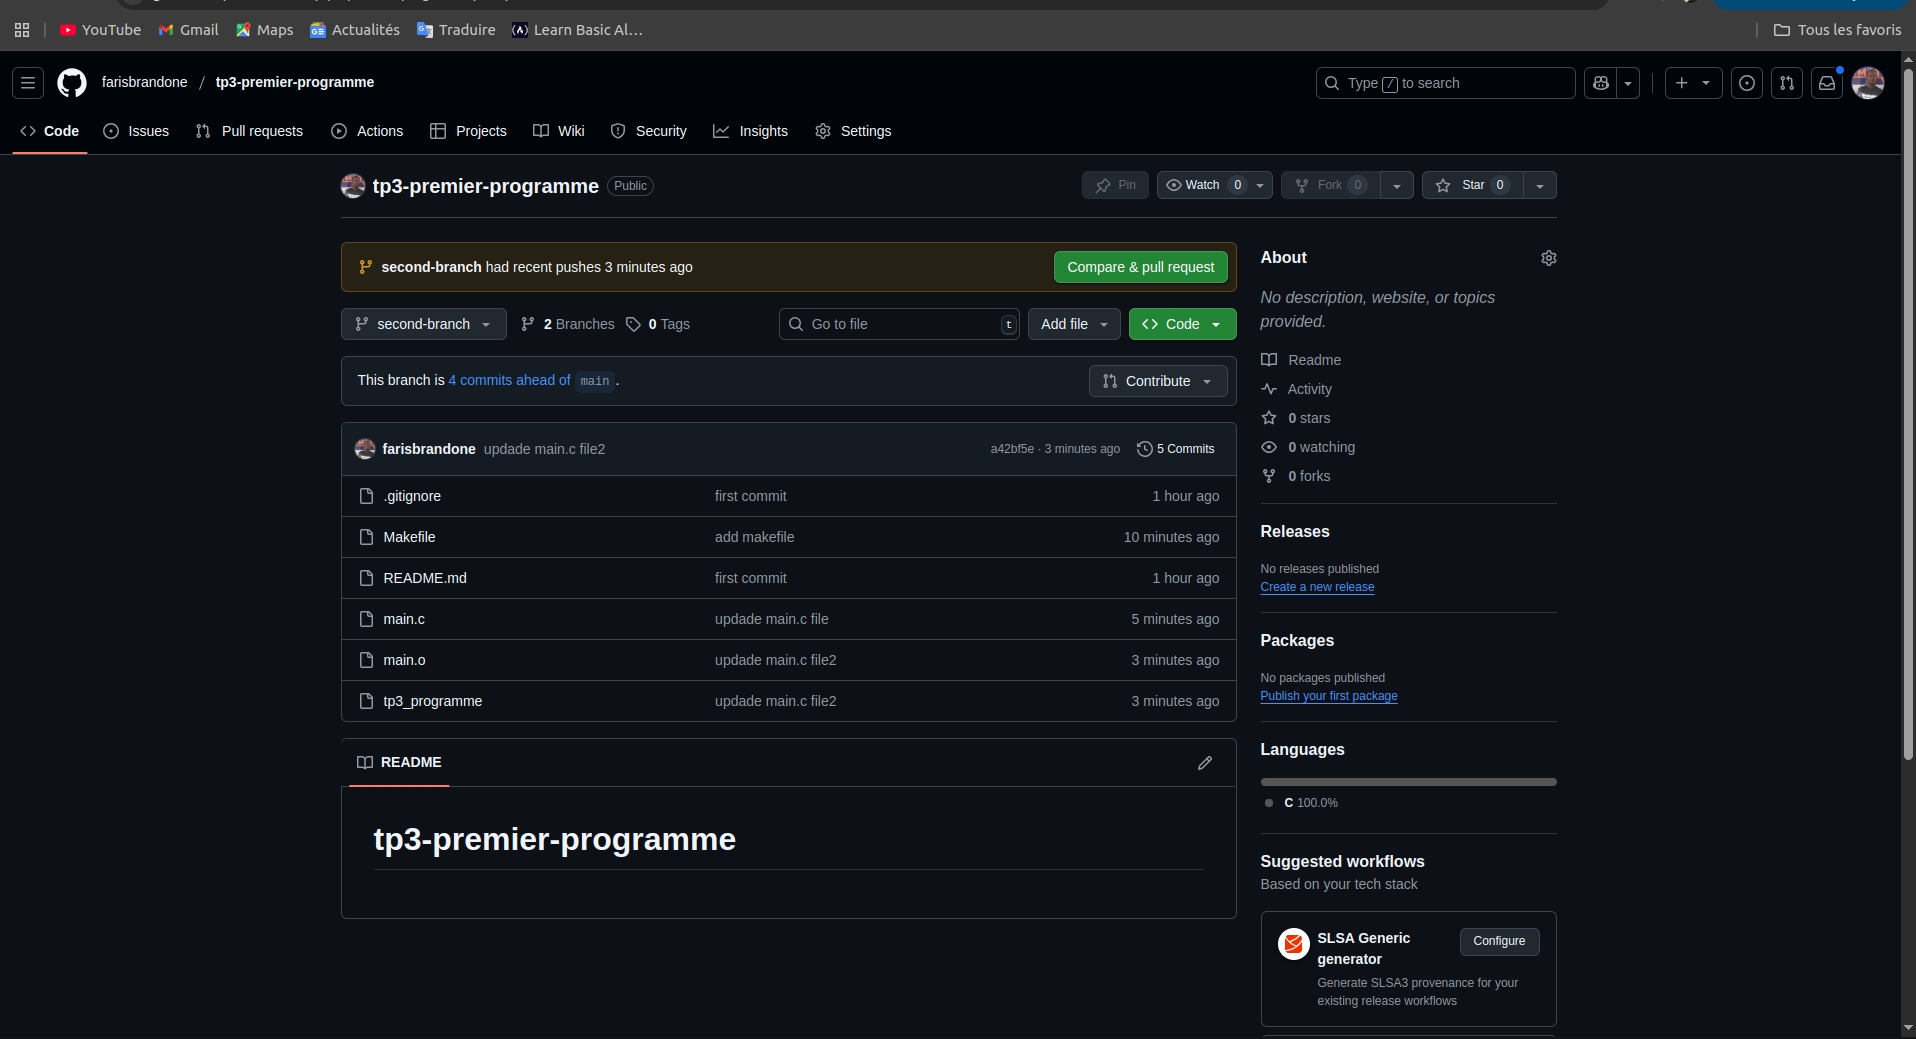 YouTube Gmail Maps Actualités Traduire Learn Basic Al... Tous les favoris
farisbrandone / tp3-premier-programme Type / to search
Code Issues Pull requests Actions Projects Wiki Security Insights Settings
tp3-premier-programme Public Pin Watch 0 Fork 0 Star 0
second-branch had recent pushes 3 minutes ago Compare & pull request
second-branch 2 Branches 0 Tags Go to file t Add file Code
This branch is 4 commits ahead of main . Contribute
farisbrandone updade main.c file2 a42bf5e · 3 minutes ago 5 Commits
.gitignore first commit 1 hour ago
Makefile add makefile 10 minutes ago
README.md first commit 1 hour ago
main.c updade main.c file 5 minutes ago
main.o updade main.c file2 3 minutes ago
tp3_programme updade main.c file2 3 minutes ago
README
tp3-premier-programme
About
No description, website, or topics
provided.
Readme
Activity
0 stars
0 watching
0 forks
Releases
No releases published
Create a new release
Packages
No packages published
Publish your first package
Languages
C 100.0%
Suggested workflows
Based on your tech stack
SLSA Generic
generator
Configure
Generate SLSA3 provenance for your
existing release workflows